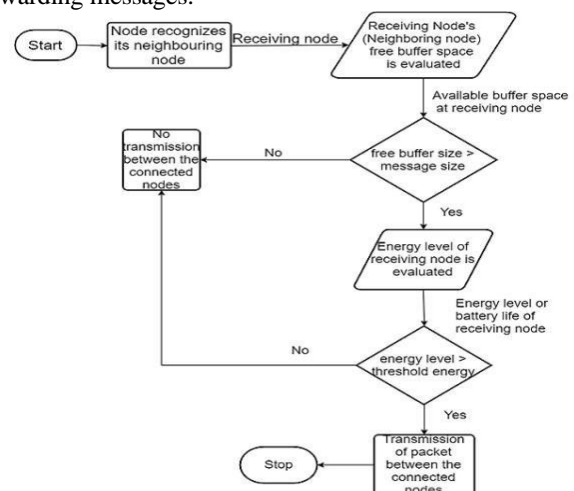 warding messages.
Start
Node recognizes
its neighbouring
node
Receiving node
Receiving Node's
(Neighboring node)
free buffer space
is evaluated
Available buffer space
at receiving node
No
transmission
between the
connected
nodes
No
free buffer size >
message size
Yes
Energy level of
receiving node is
evaluated
Energy level or
battery life of
receiving node
No
energy level >
threshold energy
Yes
Transmission
of packet
between the
connected
nodes
Stop